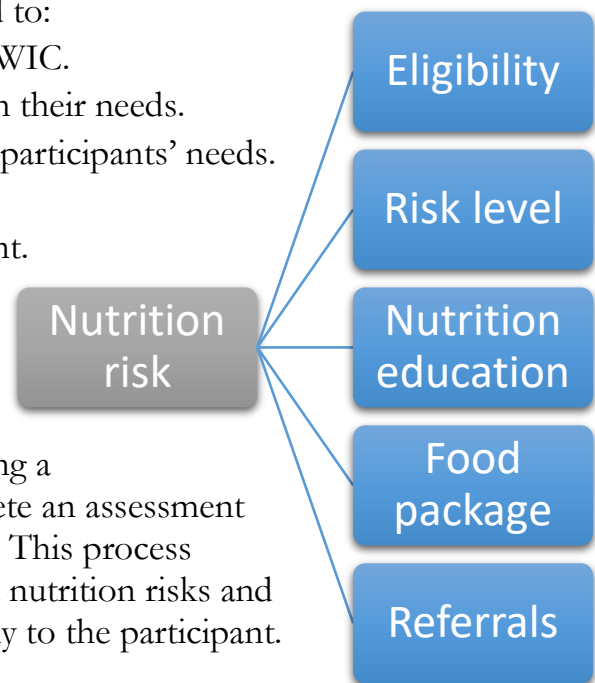 d to:
WIC.
n their needs.
participants’ needs.
nt.
ng a
ete an assessment
This process
nutrition risks and
ly to the participant.
Nutrition
risk
Eligibility
Risk level
Nutrition
education
Food
package
Referrals